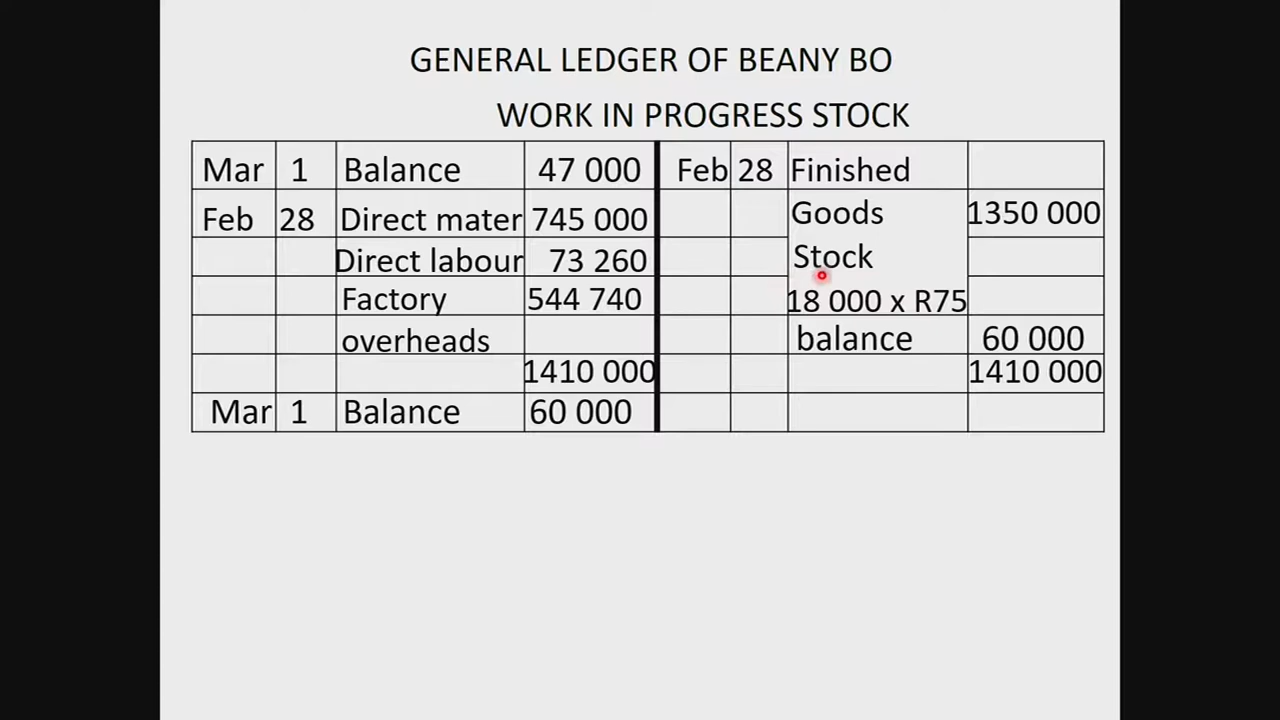 GENERAL LEDGER OF BEANY BO
WORK IN PROGRESS STOCK
Mar 1 Balance 47 000 Feb 28 Finished
Feb 28 Direct mater 745 000 Goods 1350 000
Direct labour 73 260 Stock
Factory 544 740 18 000 x R75
overheads balance 60 000
1410 000 1410 000
Mar 1 Balance 60 000